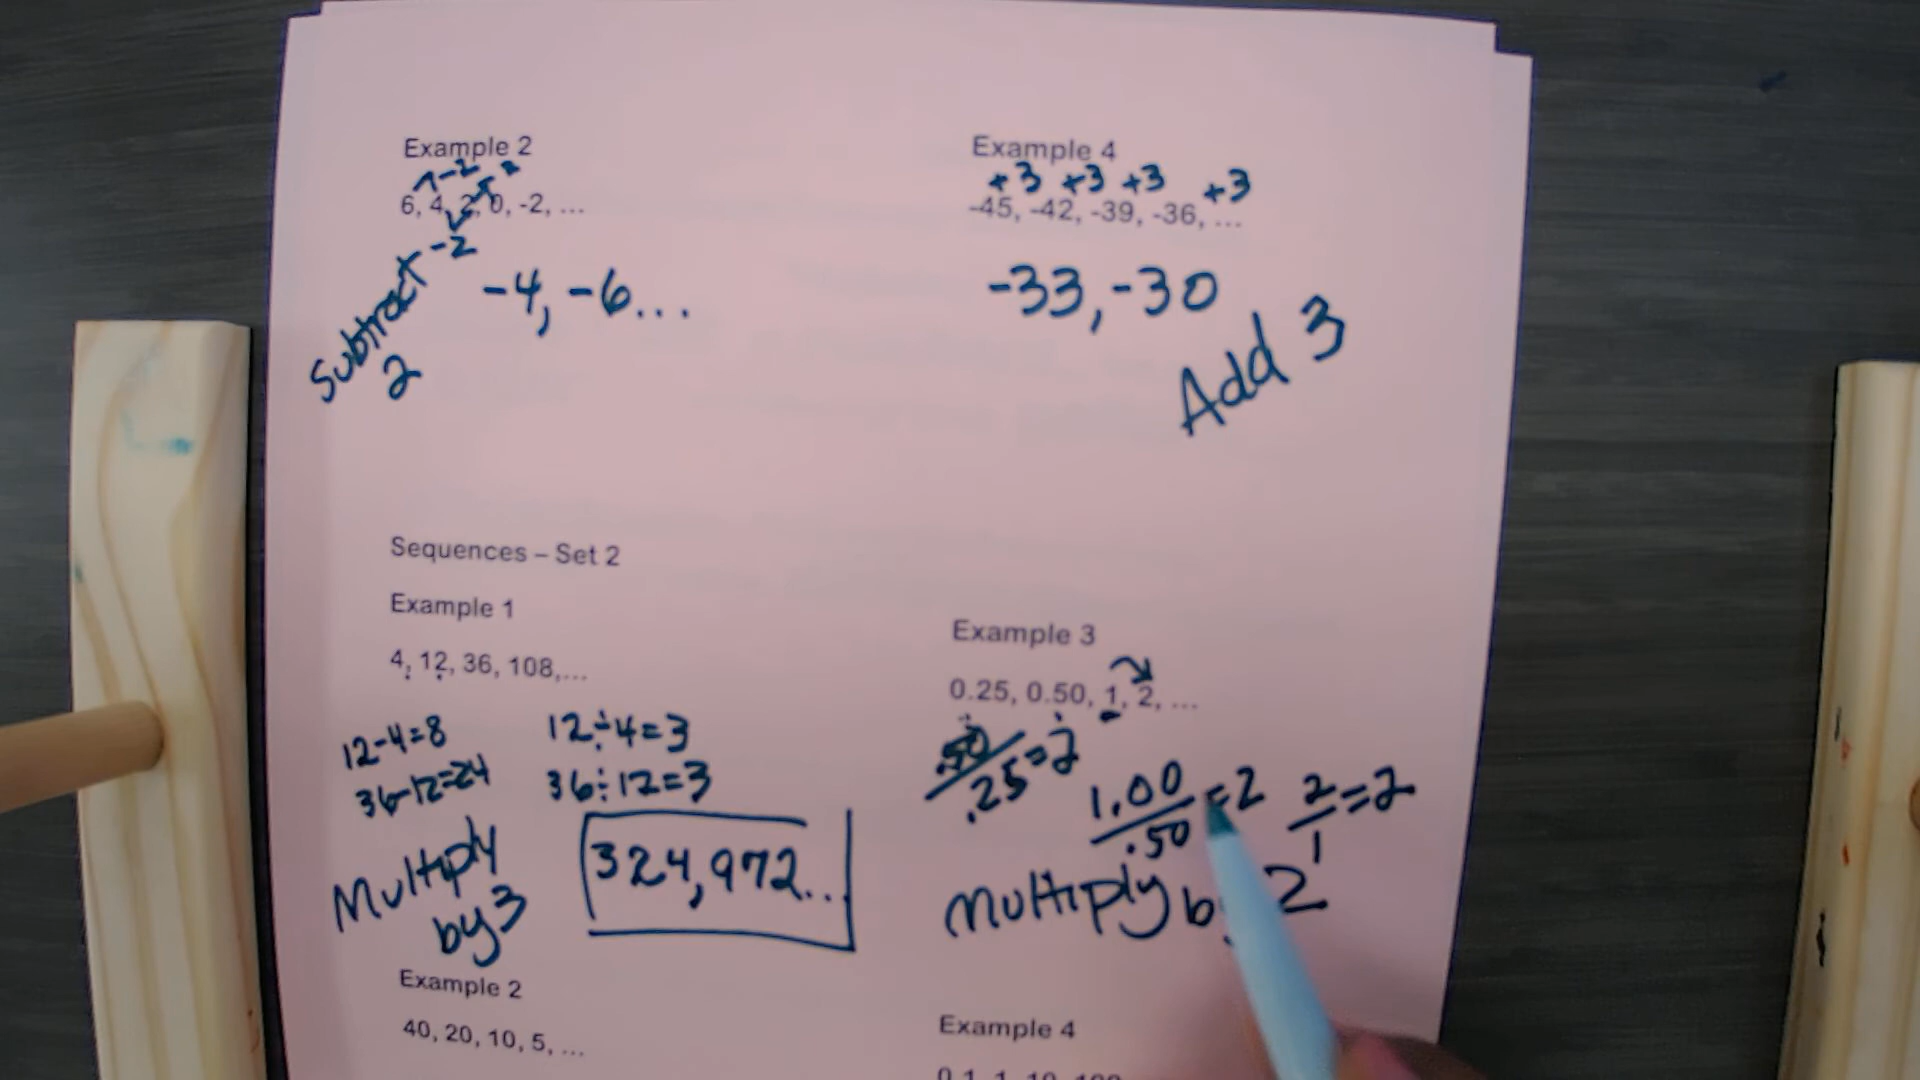 Example 2
-2
6, 4, 2, 0, -2, ...
-2
Subtract
2
-4, -6...
Example 4
+3 +3 +3 +3
-45, -42, -39, -36, ...
-33, -30
Add 3
Sequences – Set 2
Example 1
4, 12, 36, 108,...
12-4=8
36-12=24
12÷4=3
36÷12=3
Multiply
by 3
324,972...
Example 3
0.25, 0.50, 1, 2, ...
.50
.25=2
1.00
.50
=2
2
1
=2
Multiply 2
Example 2
40, 20, 10, 5, ...
Example 4